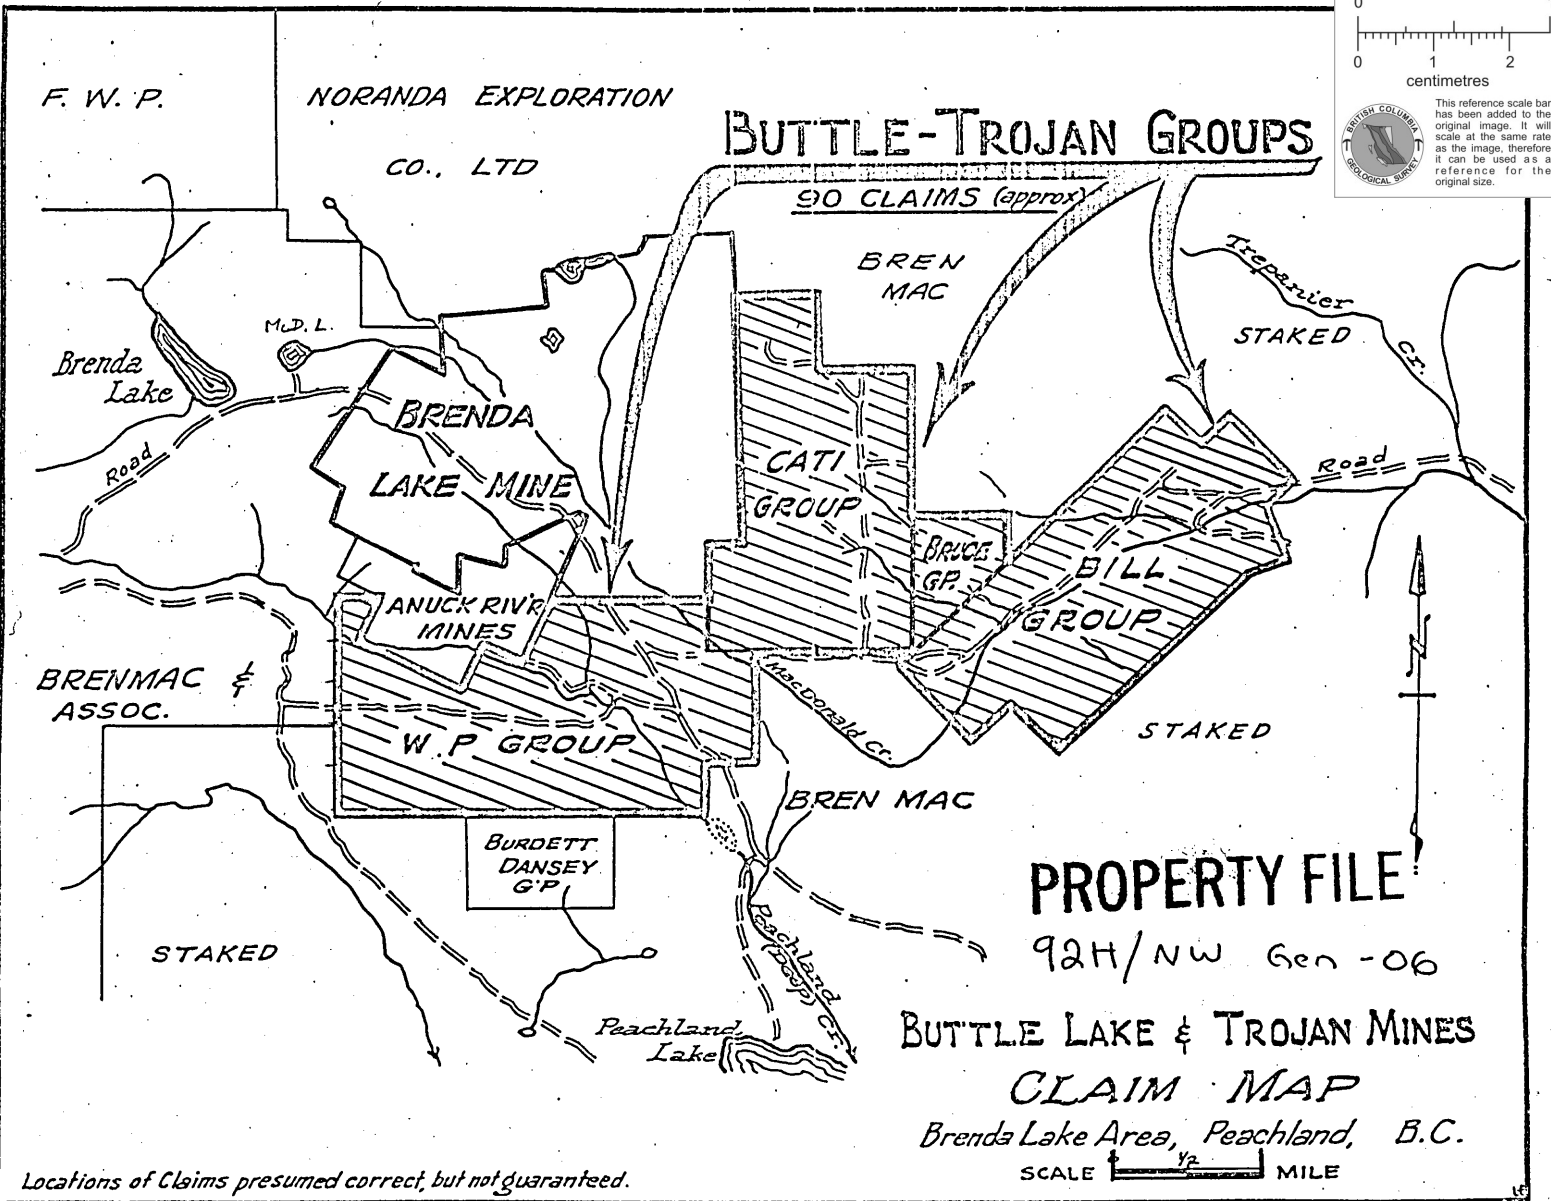 0
0 1 2
centimetres
BRITISH COLUMBIA
GEOLOGICAL SURVEY
This reference scale bar
has been added to the
original image. It will
scale at the same rate
as the image, therefore
it can be used as a
reference for the
original size.
F. W. P.
NORANDA EXPLORATION
CO., LTD
BUTTLE-TROJAN GROUPS
90 CLAIMS (approx)
BREN
MAC
Trepanier
Cr.
STAKED
McD. L.
Brenda
Lake
BRENDA
LAKE MINE
Road
CATI
GROUP
Road
BRUCE
GP.
BILL
GROUP
ANUCK RIV'R
MINES
N
BRENMAC &
ASSOC.
MacDonald Cr.
W.P GROUP
STAKED
BREN MAC
BURDETT
DANSEY
G'P
STAKED
Peachland
(Deep) Cr.
Peachland
Lake
PROPERTY FILE
92H/NW Gen -06
BUTTLE LAKE & TROJAN MINES
CLAIM MAP
Brenda Lake Area, Peachland, B.C.
SCALE 0 1/2 MILE
Locations of Claims presumed correct, but not guaranteed.